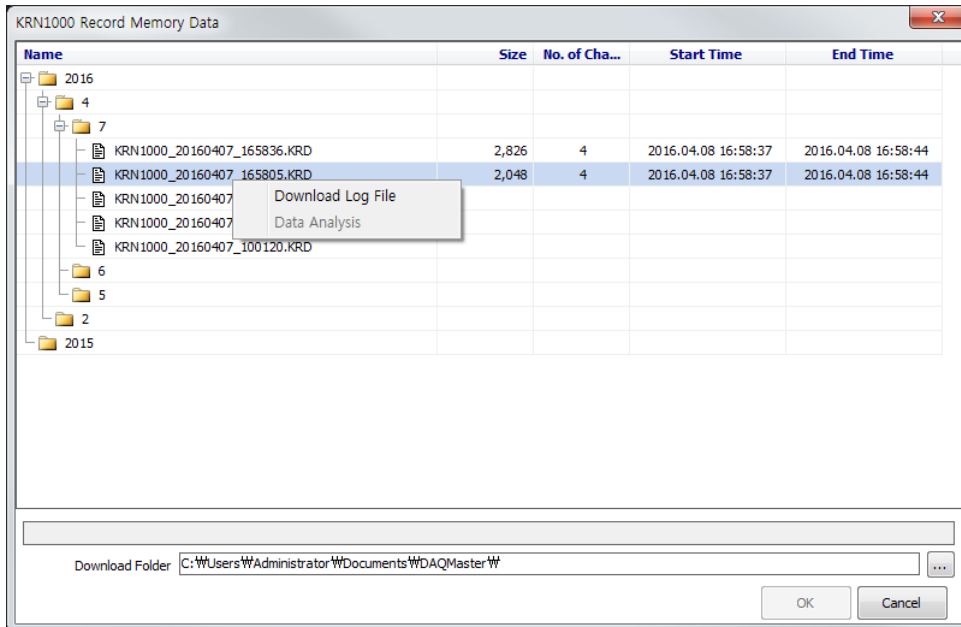 KRN1000 Record Memory Data
Name Size No. of Cha... Start Time End Time
2016
4
7
KRN1000_20160407_165836.KRD 2,826 4 2016.04.08 16:58:37 2016.04.08 16:58:44
KRN1000_20160407_165805.KRD 2,048 4 2016.04.08 16:58:37 2016.04.08 16:58:44
KRN1000_20160407
Download Log File
KRN1000_20160407
Data Analysis
KRN1000_20160407_100120.KRD
6
5
2
2015
Download Folder C:₩Users₩Administrator₩Documents₩DAQMaster₩
...
OK Cancel